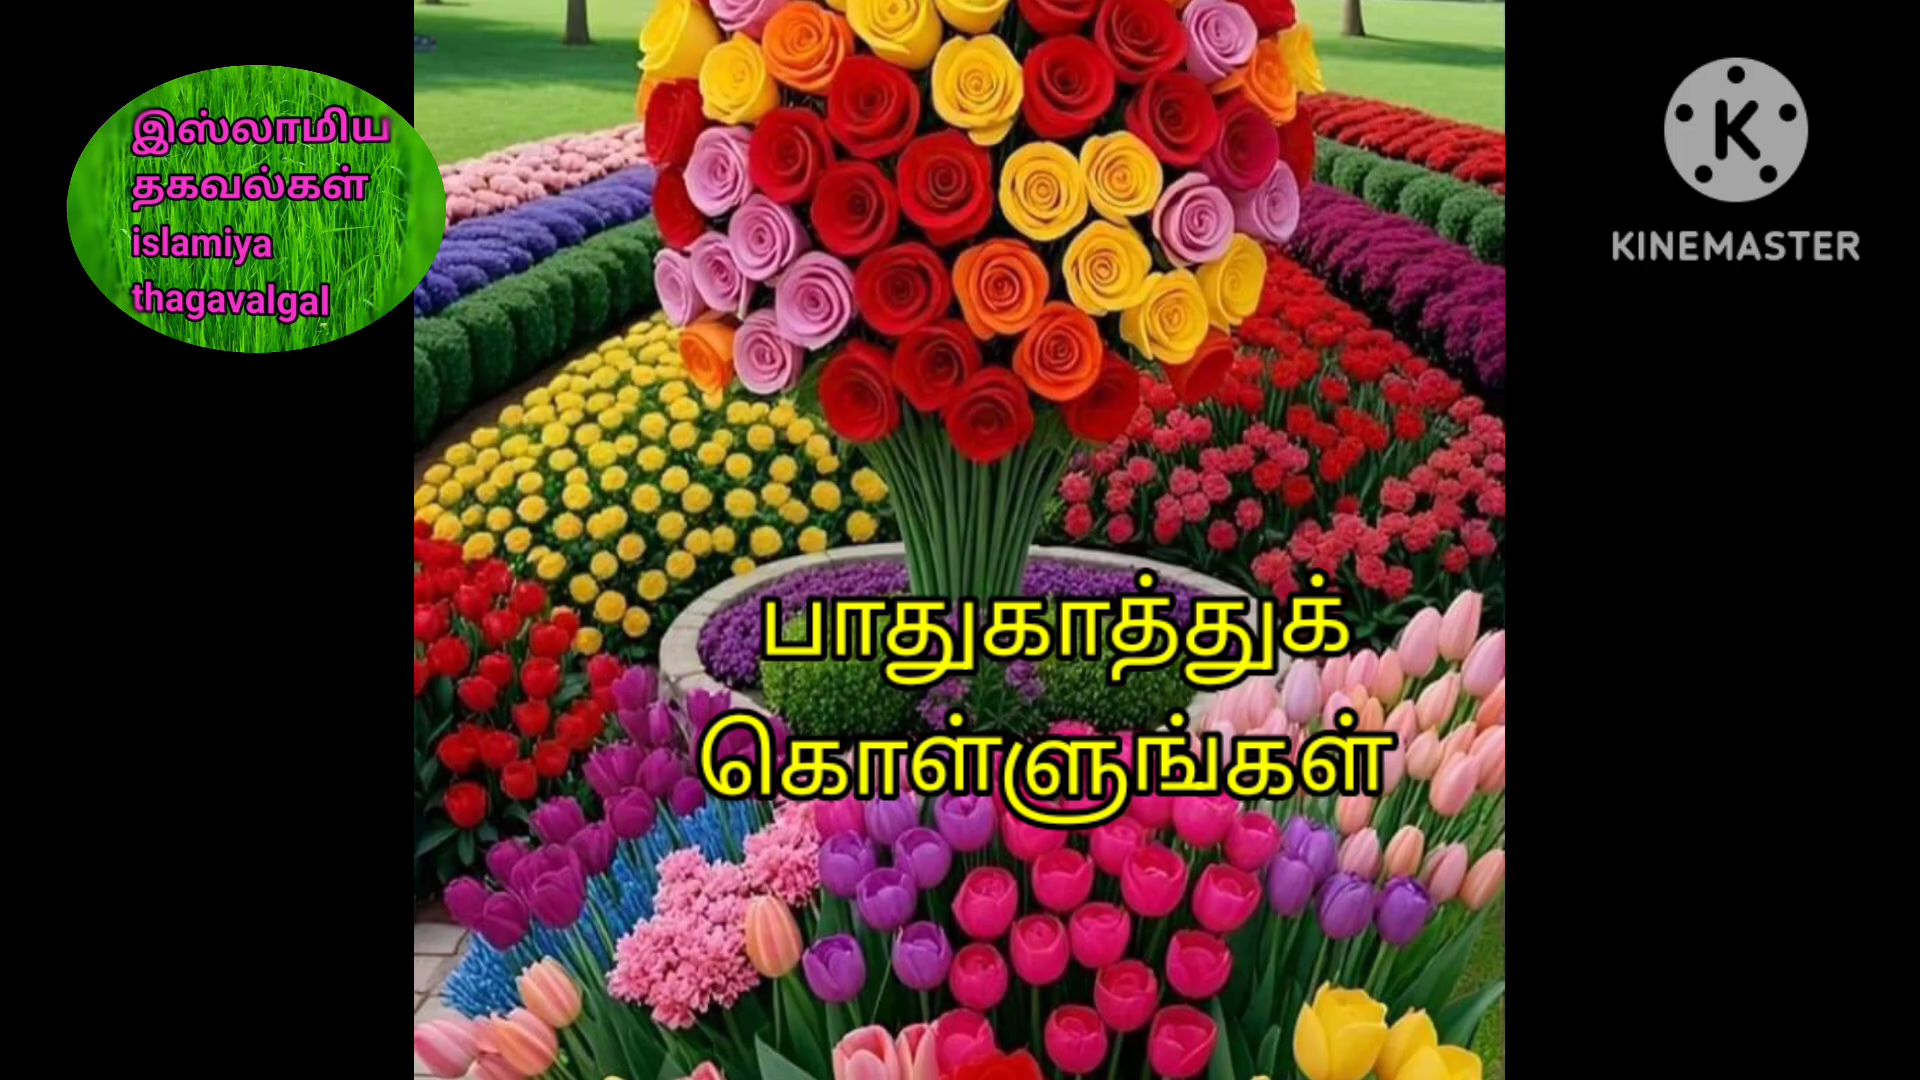 இஸ்லாமிய
தகவல்கள்
islamiya
thagavalgal
KINEMASTER
பாதுகாத்துக்
கொள்ளுங்கள்